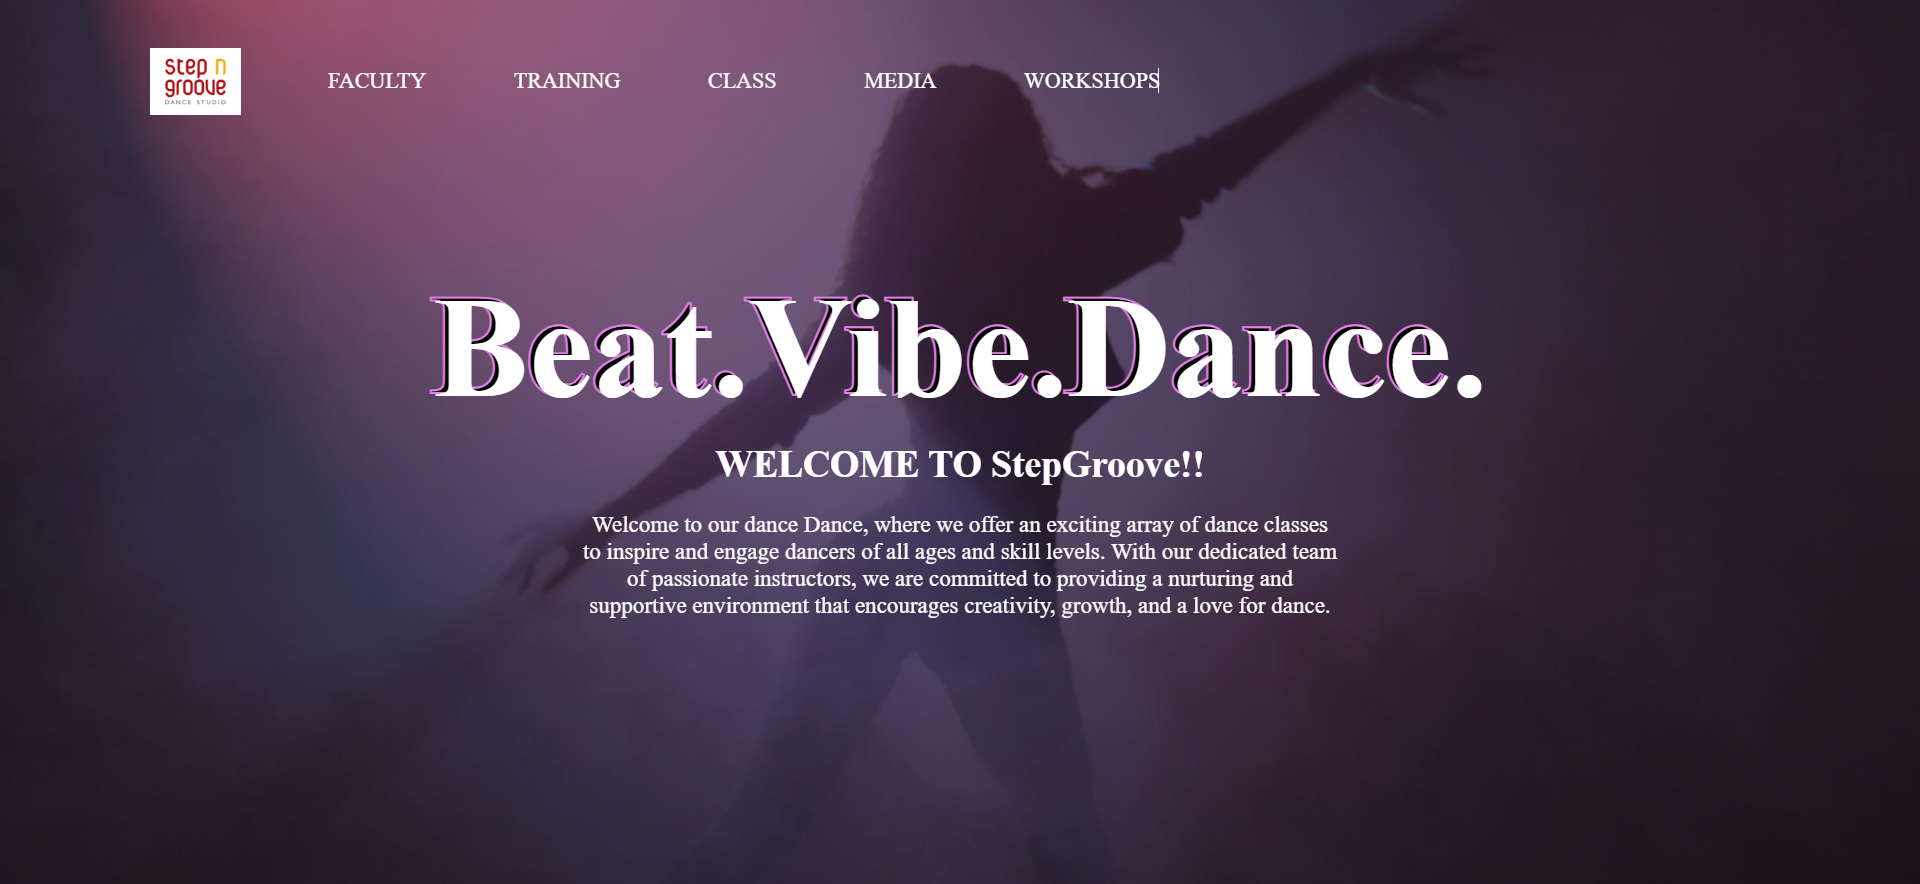 step n
groove
DANCE STUDIO
FACULTY TRAINING CLASS MEDIA WORKSHOPS
Beat.Vibe.Dance.
WELCOME TO StepGroove!!
Welcome to our dance Dance, where we offer an exciting array of dance classes
to inspire and engage dancers of all ages and skill levels. With our dedicated team
of passionate instructors, we are committed to providing a nurturing and
supportive environment that encourages creativity, growth, and a love for dance.